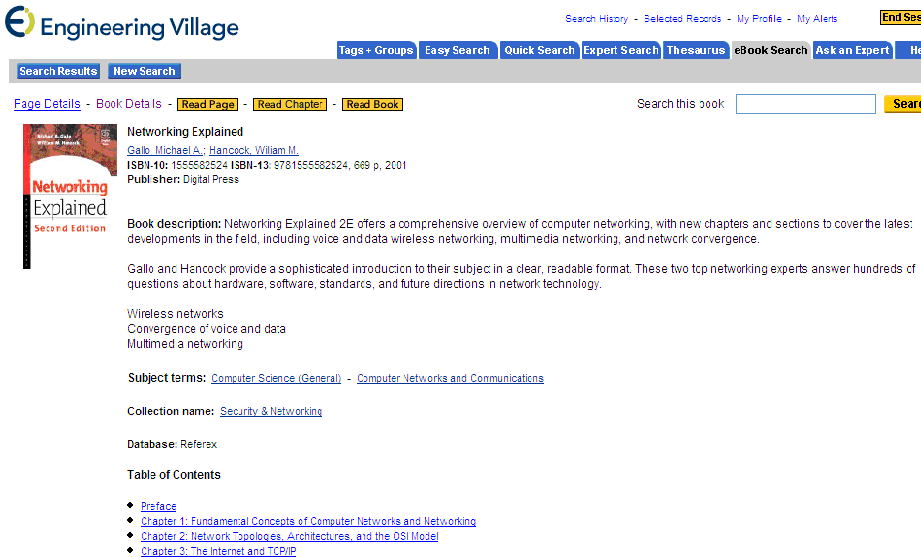 Engineering Village
Search History - Selected Records - My Profile - My Alerts
End Ses
Tags + Groups Easy Search Quick Search Expert Search Thesaurus eBook Search Ask an Expert He
Search Results New Search
Page Details - Book Details - Read Page - Read Chapter - Read Book
Search this book Sear
Networking
Explained
Second Edition
Networking Explained
Gallo, Michael A.; Hancock, Wiliam M.
ISBN-10: 1555582524 ISBN-13: 9781555582524, 669 p, 2001
Publisher: Digital Press
Book description: Networking Explained 2E offers a comprehensive overview of computer networking, with new chapters and sections to cover the latest
developments in the field, including voice and data wireless networking, multimedia networking, and network convergence.
Gallo and Hancock provide a sophisticated introduction to their subject in a clear, readable format. These two top networking experts answer hundreds of
questions about hardware, software, standards, and future directions in network technology.
Wireless networks
Convergence of voice and data
Multimedia networking
Subject terms: Computer Science (General) - Computer Networks and Communications
Collection name: Security & Networking
Database: Referex
Table of Contents
Preface
Chapter 1: Fundamental Concepts of Computer Networks and Networking
Chapter 2: Network Topologies, Architectures, and the OSI Model
Chapter 3: The Internet and TCP/IP